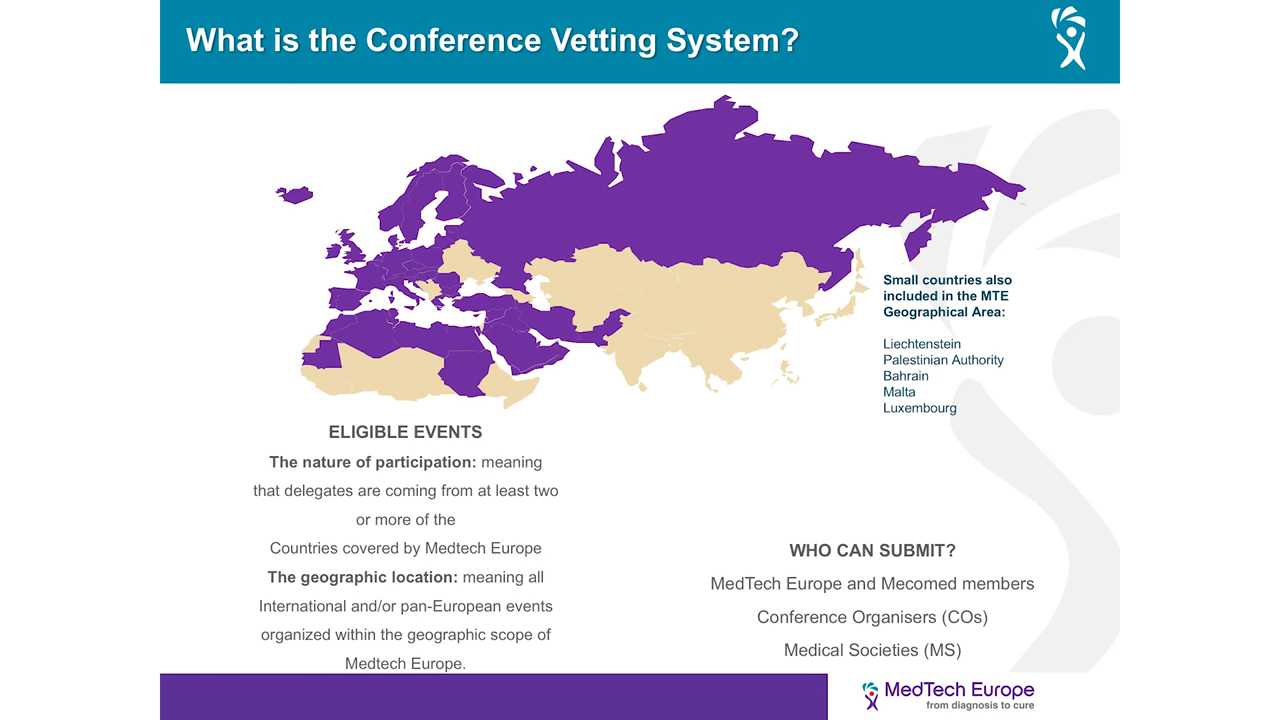 What is the Conference Vetting System?
Small countries also
included in the MTE
Geographical Area:
Liechtenstein
Palestinian Authority
Bahrain
Malta
Luxembourg
ELIGIBLE EVENTS
The nature of participation: meaning
that delegates are coming from at least two
or more of the
Countries covered by Medtech Europe
The geographic location: meaning all
International and/or pan-European events
organized within the geographic scope of
Medtech Europe.
WHO CAN SUBMIT?
MedTech Europe and Mecomed members
Conference Organisers (COs)
Medical Societies (MS)
MedTech Europe
from diagnosis to cure